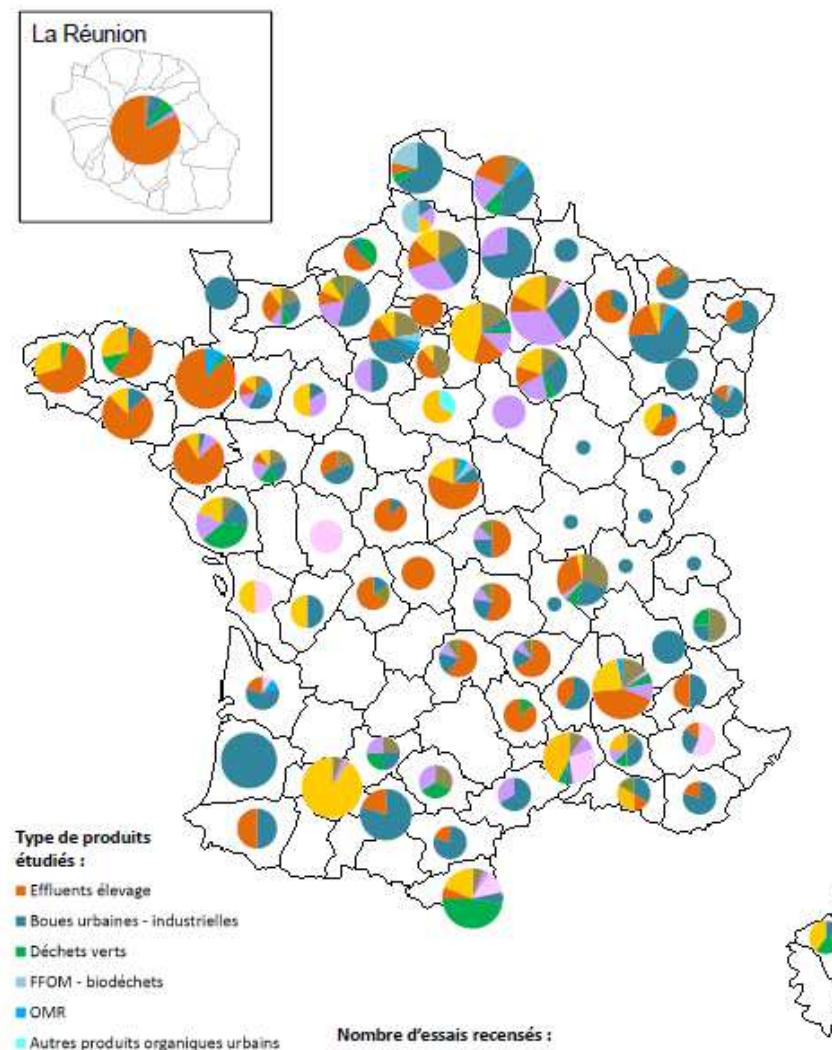 La Réunion
Type de produits
étudiés :
Effluents élevage
Boues urbaines - industrielles
Déchets verts
FFOM - biodéchets
OMR
Autres produits organiques urbains
Nombre d'essais recensés :